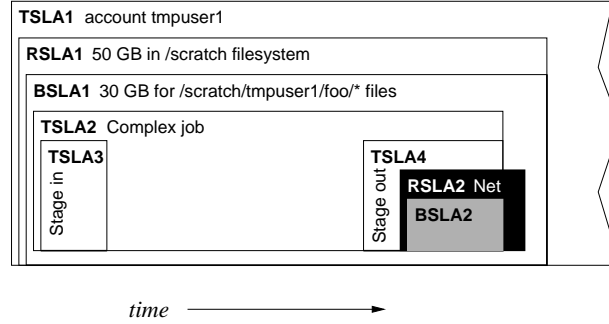 TSLA1 account tmpuser1
RSLA1 50 GB in /scratch filesystem
BSLA1 30 GB for /scratch/tmpuser1/foo/* files
TSLA2 Complex job
TSLA3
Stage in
TSLA4
Stage out
RSLA2 Net
BSLA2
time